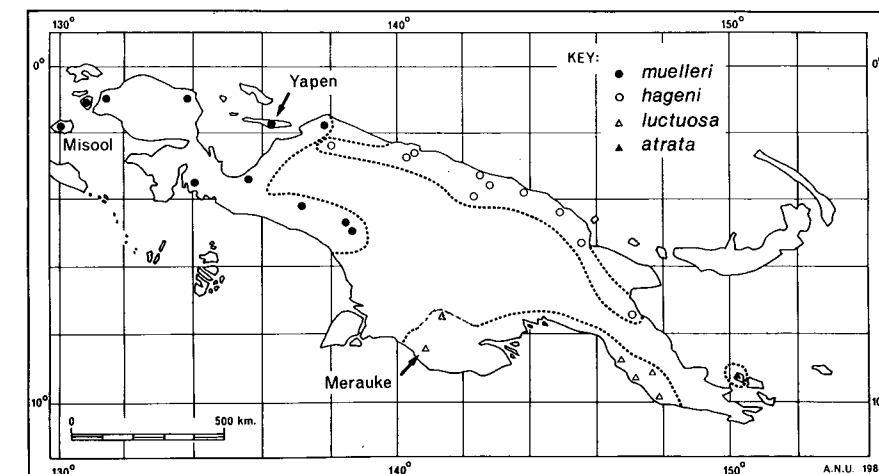 130° 140° 150°
0° 0°
KEY:
muelleri
hageni
luctuosa
atrata
Yapen
Misool
Merauke
10° 10
0 500 km.
130° 140° 150°
A.N.U. 198